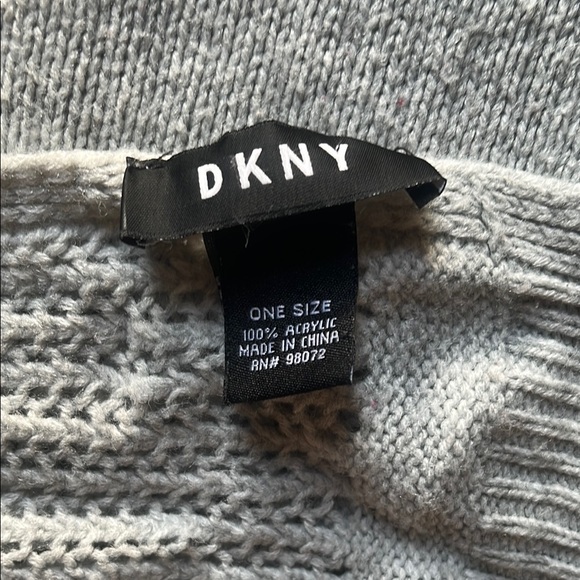 DKNY
ONE SIZE
100% ACRYLIC
MADE IN CHINA
RN# 98072